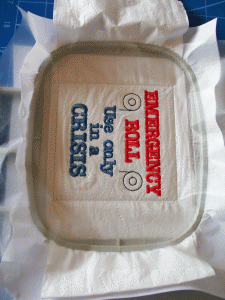 EMERGENCY
ROLL
Use only
in a
CRISIS